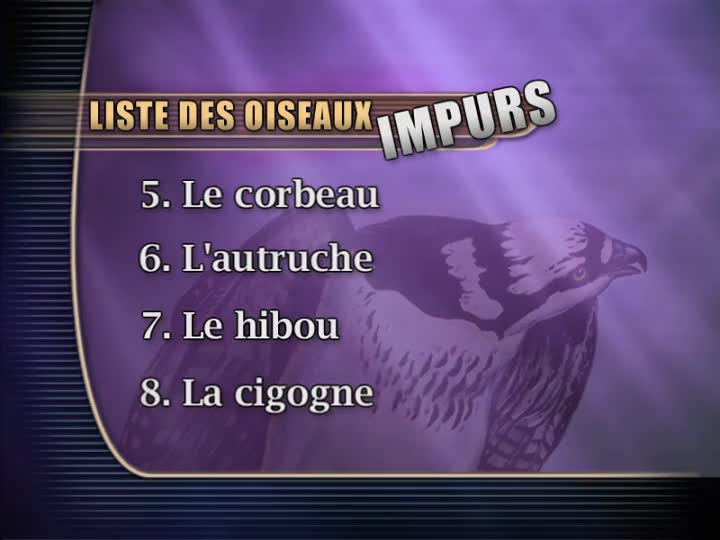 LISTE DES OISEAUX IMPURS
5. Le corbeau
6. L'autruche
7. Le hibou
8. La cigogne